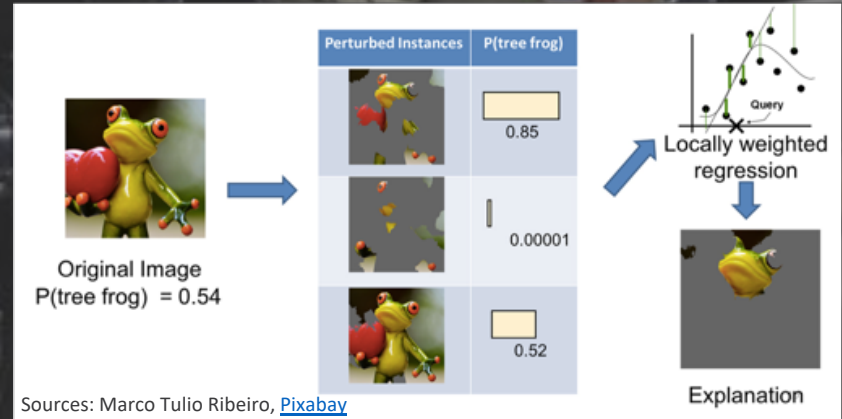 Perturbed Instances P(tree frog)
0.85
0.00001
0.52
Original Image
P(tree frog) = 0.54
Query
Locally weighted
regression
Explanation
Sources: Marco Tulio Ribeiro, Pixabay